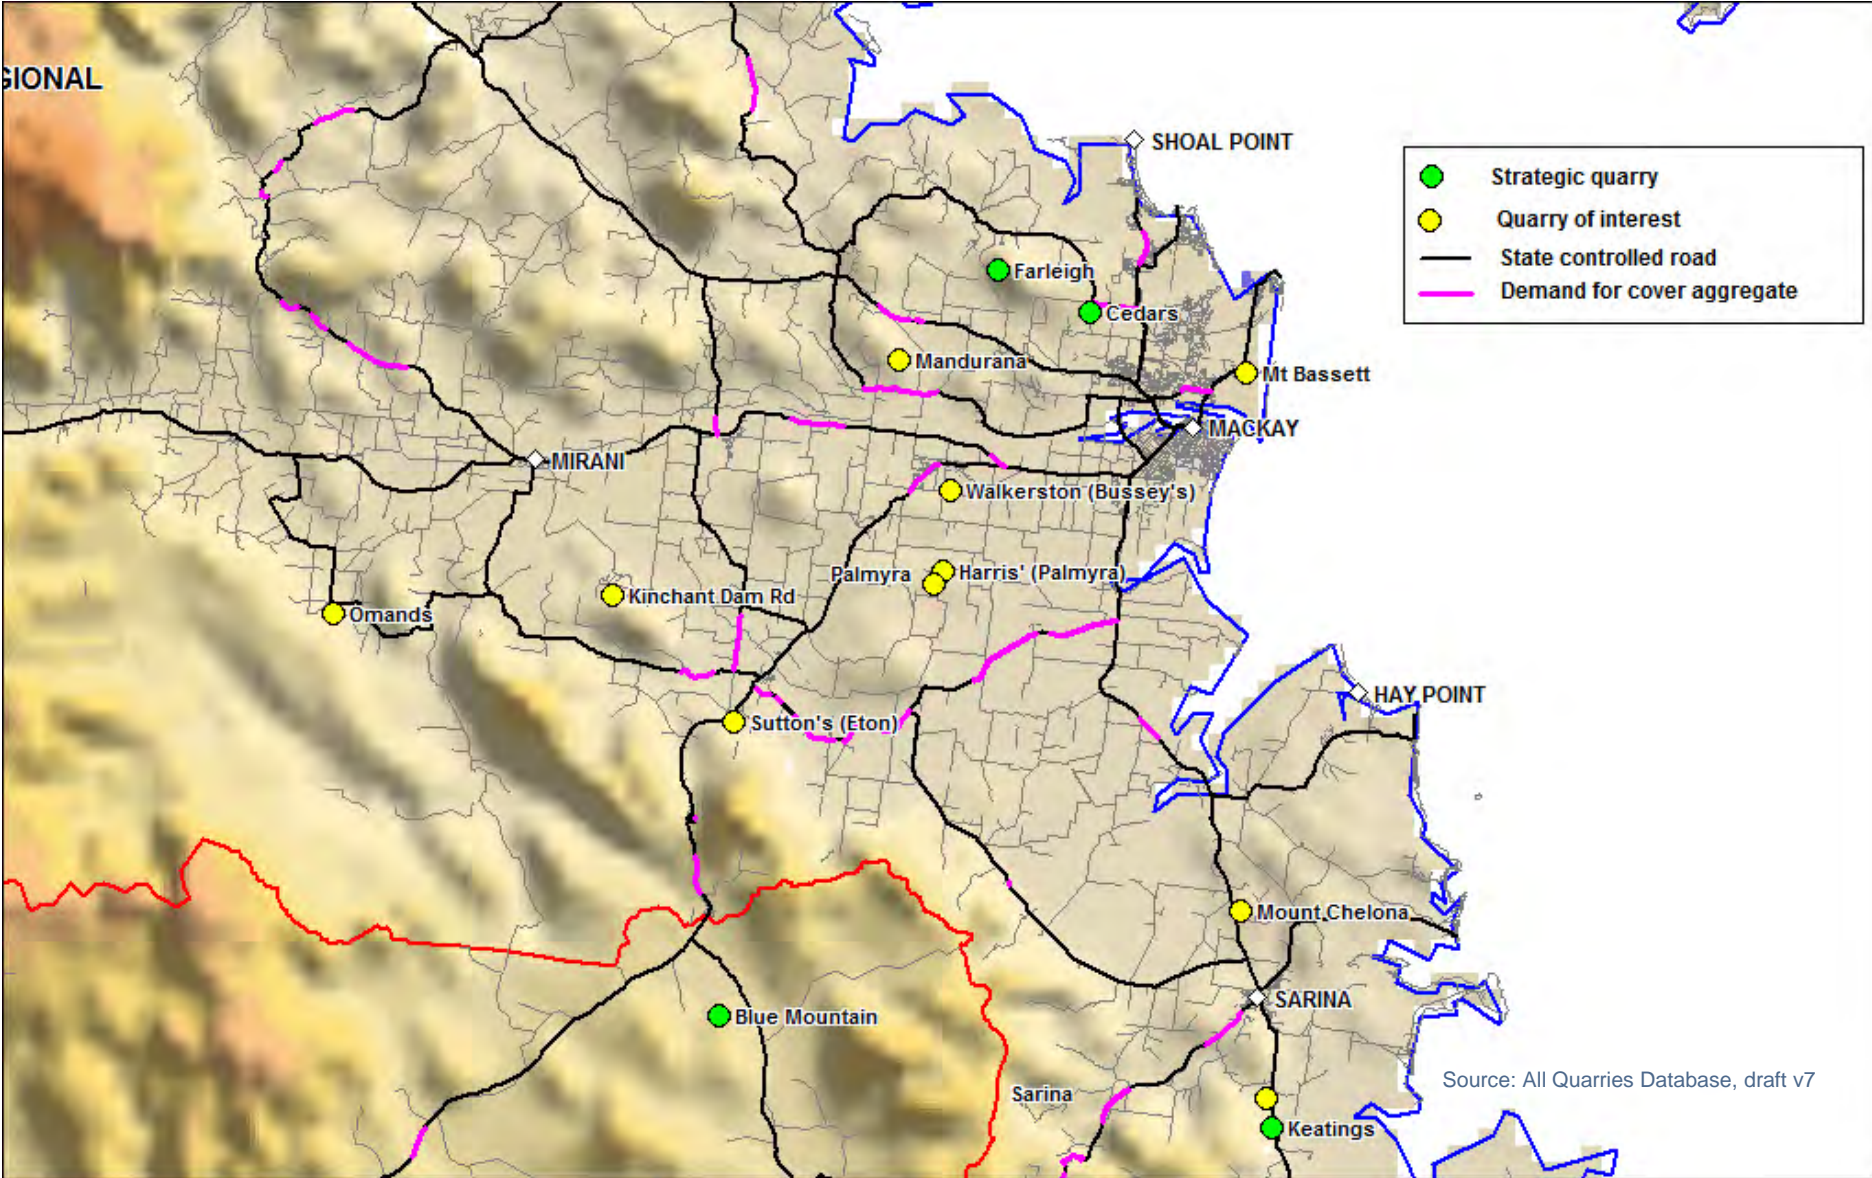 GIONAL
SHOAL POINT
Strategic quarry
Quarry of interest
State controlled road
Demand for cover aggregate
Farleigh
Cedars
Mandurana
Mt Bassett
MACKAY
MIRANI
Walkerston (Bussey's)
Palmyra
Harris' (Palmyra)
Kinchant Dam Rd
Omands
HAY POINT
Sutton's (Eton)
Mount Chelona
SARINA
Blue Mountain
Source: All Quarries Database, draft v7
Sarina
Keatings